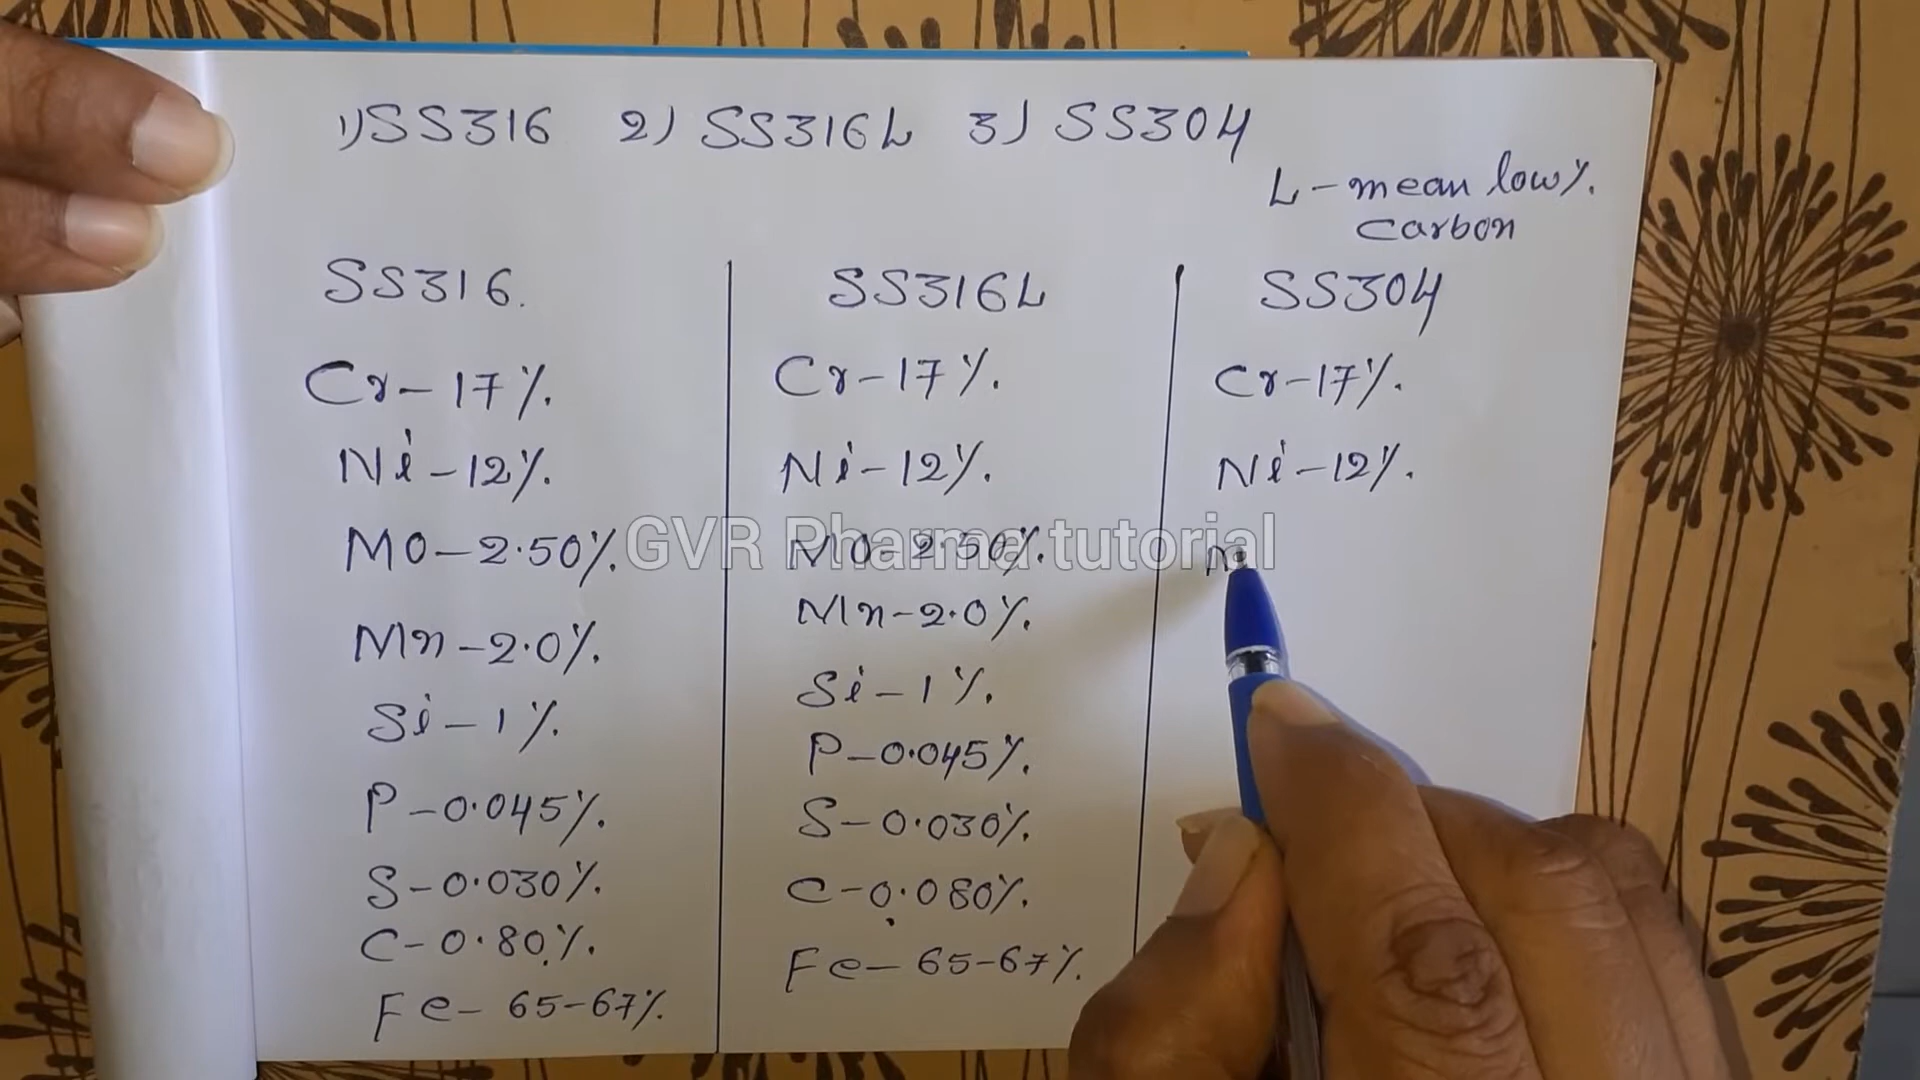 1) SS316 2) SS316L 3) SS304
L - mean low %.
carbon
SS316.
Cr - 17%.
Ni - 12%.
MO - 2.50%.
Mn - 2.0%.
Si - 1%.
P - 0.045%.
S - 0.030%.
C - 0.80%.
Fe - 65-67%.
SS316L
Cr - 17%.
Ni - 12%.
MO - 2.50%.
Mn - 2.0%.
Si - 1%.
P - 0.045%.
S - 0.030%.
C - 0.080%.
Fe - 65-67%.
SS304
Cr - 17%.
Ni - 12%.
GVR Pharma tutorial